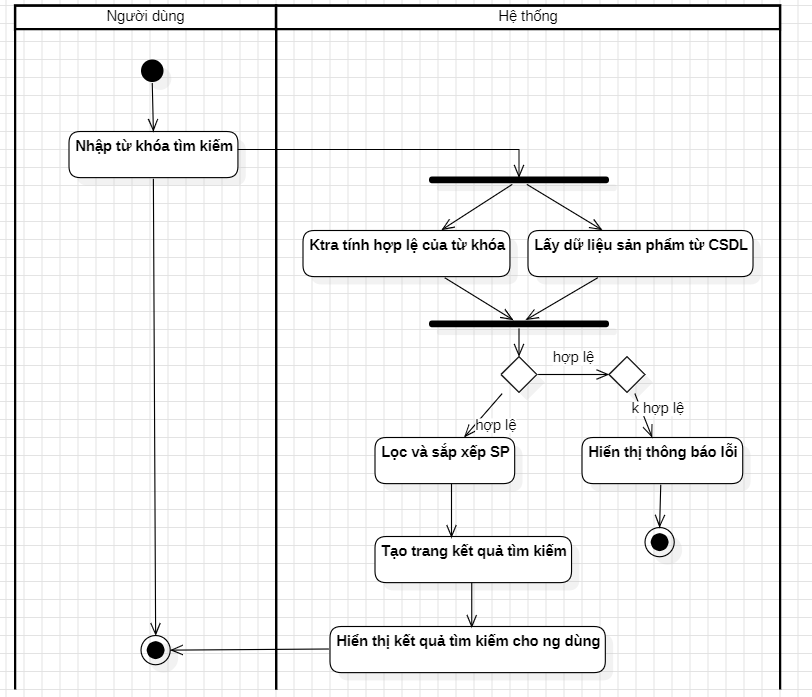 Người dùng
Hệ thống
Nhập từ khóa tìm kiếm
Ktra tính hợp lệ của từ khóa
Lấy dữ liệu sản phẩm từ CSDL
hợp lệ
k hợp lệ
hợp lệ
Lọc và sắp xếp SP
Hiển thị thông báo lỗi
Tạo trang kết quả tìm kiếm
Hiển thị kết quả tìm kiếm cho ng dùng